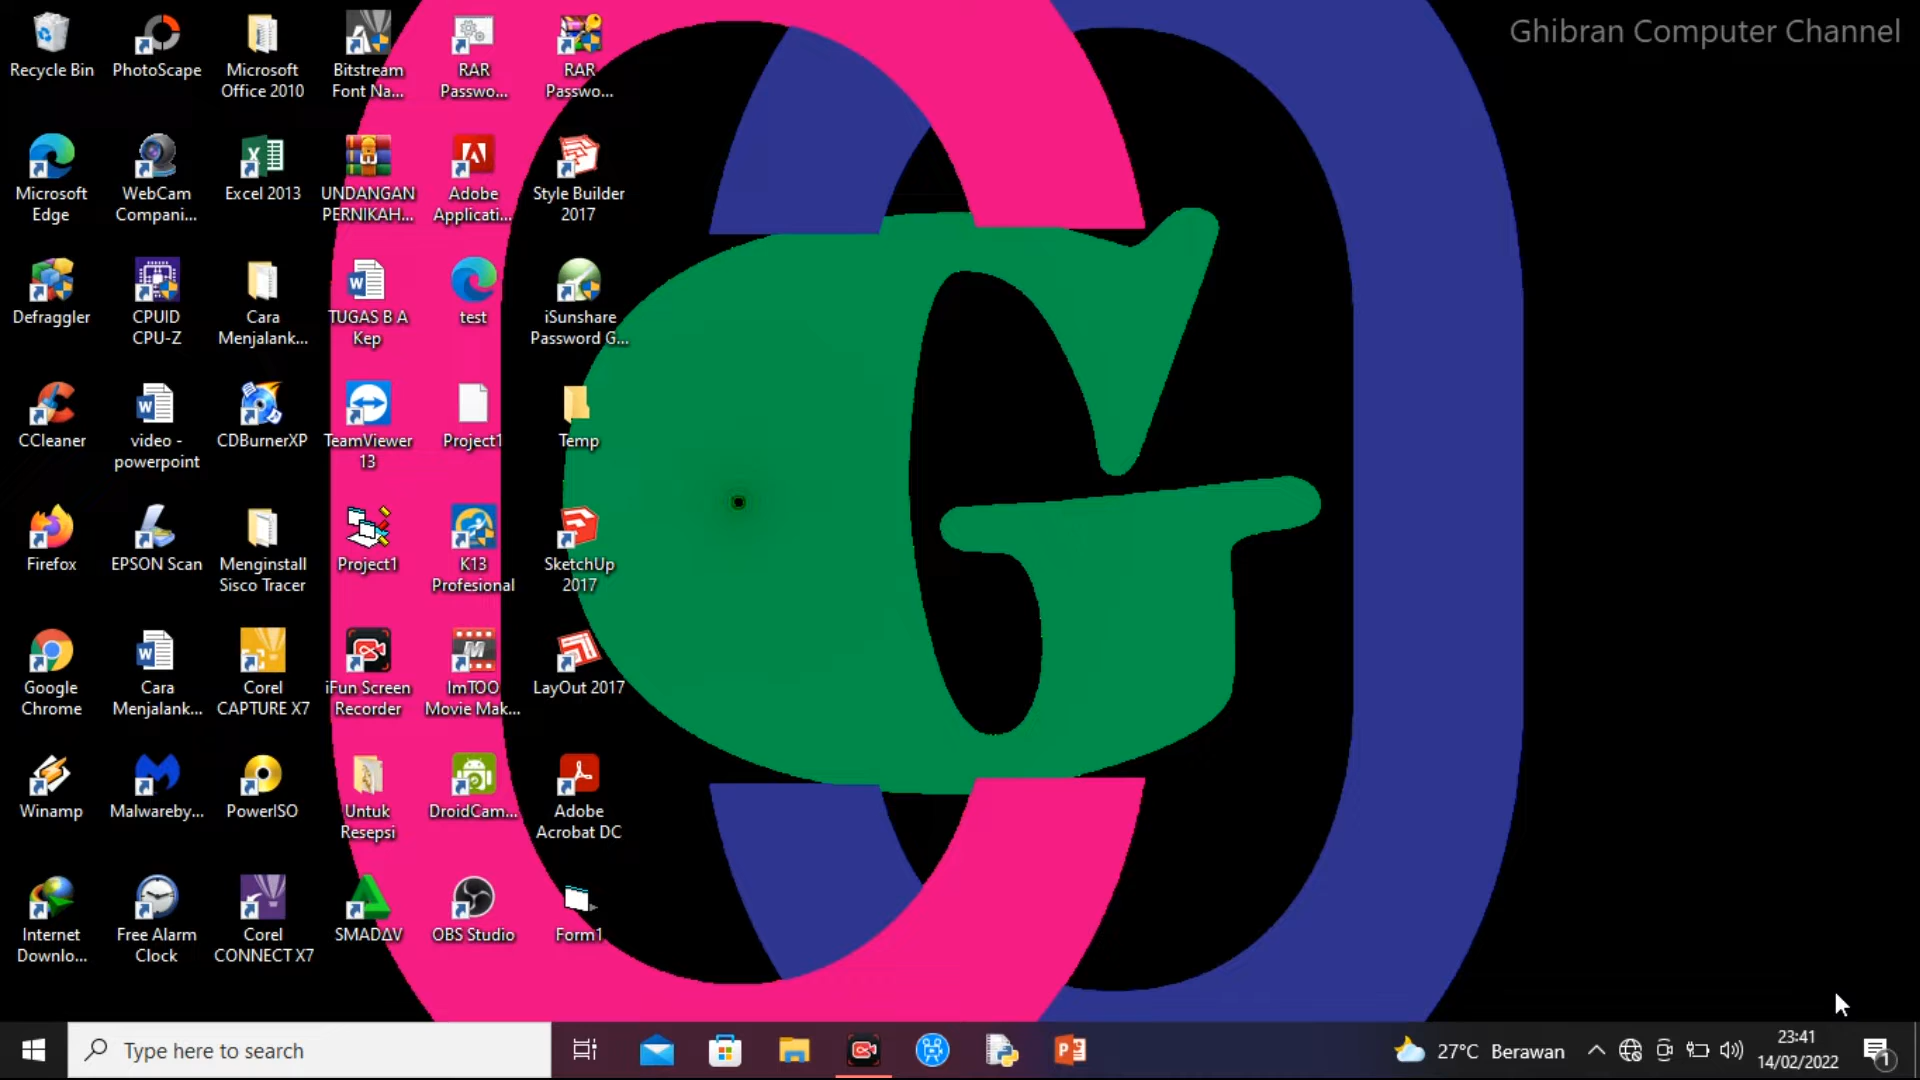 Ghibran Computer Channel
Recycle Bin
PhotoScape
Microsoft
Office 2010
Bitstream
Font Na...
RAR
Passwo...
RAR
Passwo...
Microsoft
Edge
WebCam
Compani...
Excel 2013
UNDANGAN
PERNIKAH...
Adobe
Applicati...
Style Builder
2017
Defraggler
CPUID
CPU-Z
Cara
Menjalank...
TUGAS B A
Kep
test
iSunshare
Password G...
CCleaner
video -
powerpoint
CDBurnerXP
TeamViewer
13
Project1
Temp
Firefox
EPSON Scan
Menginstall
Sisco Tracer
Project1
K13
Profesional
SketchUp
2017
Google
Chrome
Cara
Menjalank...
Corel
CAPTURE X7
iFun Screen
Recorder
ImTOO
Movie Mak...
LayOut 2017
Winamp
Malwareby...
PowerISO
Untuk
Resepsi
DroidCam...
Adobe
Acrobat DC
Internet
Downlo...
Free Alarm
Clock
Corel
CONNECT X7
SMADΔV
OBS Studio
Form1
Type here to search
27°C Berawan
23:41
14/02/2022
1